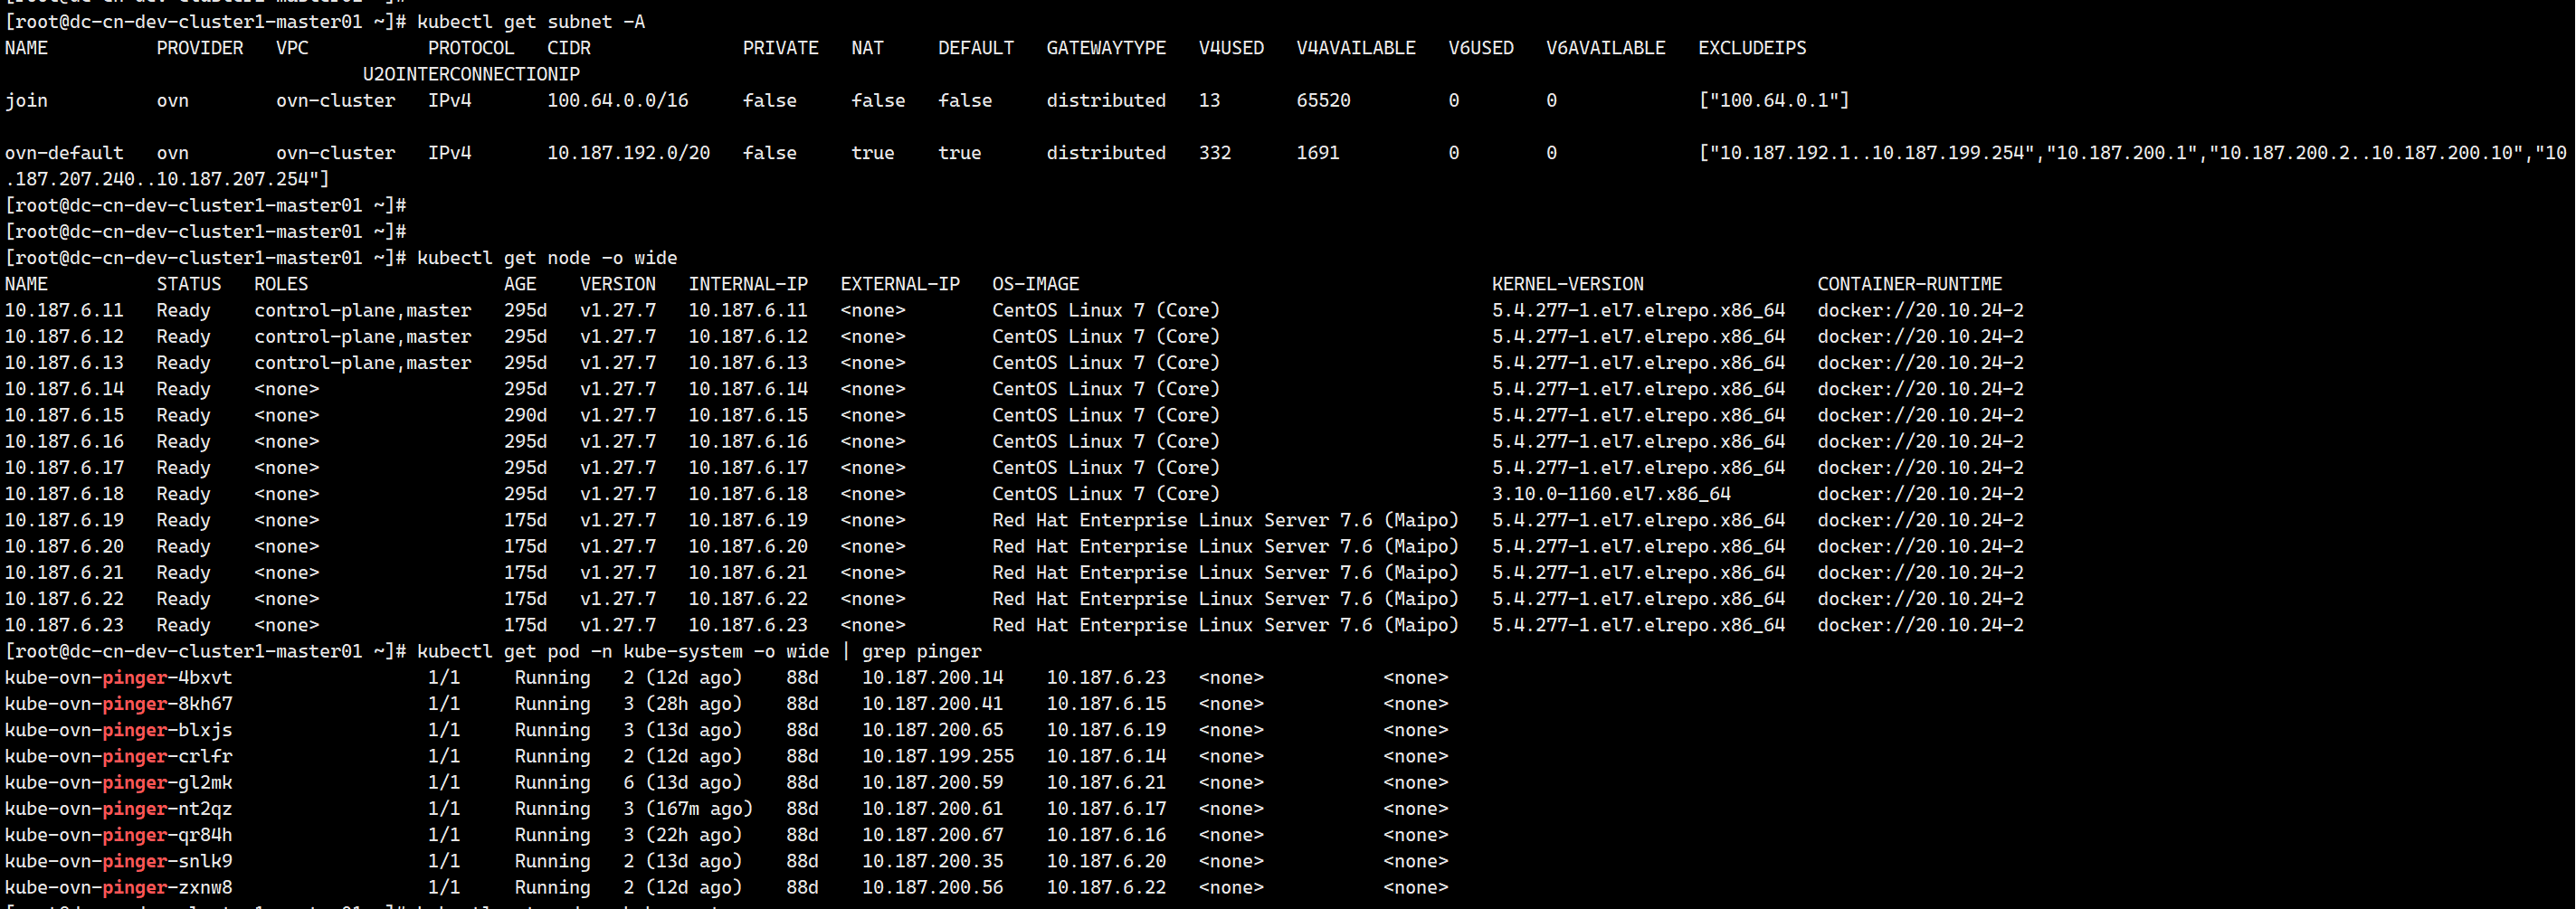 [root@dc-cn-dev-cluster1-master01 ~]#
[root@dc-cn-dev-cluster1-master01 ~]# kubectl get subnet -A
NAME          PROVIDER   VPC           PROTOCOL   CIDR              PRIVATE   NAT     DEFAULT   GATEWAYTYPE   V4USED   V4AVAILABLE   V6USED   V6AVAILABLE   EXCLUDEIPS
                                 U2OINTERCONNECTIONIP
join          ovn        ovn-cluster   IPv4       100.64.0.0/16     false     false   false     distributed   13       65520         0        0             ["100.64.0.1"]
ovn-default   ovn        ovn-cluster   IPv4       10.187.192.0/20   false     true    true      distributed   332      1691          0        0             ["10.187.192.1..10.187.199.254","10.187.200.1","10.187.200.2..10.187.200.10","10
.187.207.240..10.187.207.254"]
[root@dc-cn-dev-cluster1-master01 ~]#
[root@dc-cn-dev-cluster1-master01 ~]#
[root@dc-cn-dev-cluster1-master01 ~]# kubectl get node -o wide
NAME          STATUS   ROLES                  AGE    VERSION   INTERNAL-IP   EXTERNAL-IP   OS-IMAGE                                      KERNEL-VERSION                CONTAINER-RUNTIME
10.187.6.11   Ready    control-plane,master   295d   v1.27.7   10.187.6.11   <none>        CentOS Linux 7 (Core)                         5.4.277-1.el7.elrepo.x86_64   docker://20.10.24-2
10.187.6.12   Ready    control-plane,master   295d   v1.27.7   10.187.6.12   <none>        CentOS Linux 7 (Core)                         5.4.277-1.el7.elrepo.x86_64   docker://20.10.24-2
10.187.6.13   Ready    control-plane,master   295d   v1.27.7   10.187.6.13   <none>        CentOS Linux 7 (Core)                         5.4.277-1.el7.elrepo.x86_64   docker://20.10.24-2
10.187.6.14   Ready    <none>                 295d   v1.27.7   10.187.6.14   <none>        CentOS Linux 7 (Core)                         5.4.277-1.el7.elrepo.x86_64   docker://20.10.24-2
10.187.6.15   Ready    <none>                 290d   v1.27.7   10.187.6.15   <none>        CentOS Linux 7 (Core)                         5.4.277-1.el7.elrepo.x86_64   docker://20.10.24-2
10.187.6.16   Ready    <none>                 295d   v1.27.7   10.187.6.16   <none>        CentOS Linux 7 (Core)                         5.4.277-1.el7.elrepo.x86_64   docker://20.10.24-2
10.187.6.17   Ready    <none>                 295d   v1.27.7   10.187.6.17   <none>        CentOS Linux 7 (Core)                         5.4.277-1.el7.elrepo.x86_64   docker://20.10.24-2
10.187.6.18   Ready    <none>                 295d   v1.27.7   10.187.6.18   <none>        CentOS Linux 7 (Core)                         3.10.0-1160.el7.x86_64        docker://20.10.24-2
10.187.6.19   Ready    <none>                 175d   v1.27.7   10.187.6.19   <none>        Red Hat Enterprise Linux Server 7.6 (Maipo)   5.4.277-1.el7.elrepo.x86_64   docker://20.10.24-2
10.187.6.20   Ready    <none>                 175d   v1.27.7   10.187.6.20   <none>        Red Hat Enterprise Linux Server 7.6 (Maipo)   5.4.277-1.el7.elrepo.x86_64   docker://20.10.24-2
10.187.6.21   Ready    <none>                 175d   v1.27.7   10.187.6.21   <none>        Red Hat Enterprise Linux Server 7.6 (Maipo)   5.4.277-1.el7.elrepo.x86_64   docker://20.10.24-2
10.187.6.22   Ready    <none>                 175d   v1.27.7   10.187.6.22   <none>        Red Hat Enterprise Linux Server 7.6 (Maipo)   5.4.277-1.el7.elrepo.x86_64   docker://20.10.24-2
10.187.6.23   Ready    <none>                 175d   v1.27.7   10.187.6.23   <none>        Red Hat Enterprise Linux Server 7.6 (Maipo)   5.4.277-1.el7.elrepo.x86_64   docker://20.10.24-2
[root@dc-cn-dev-cluster1-master01 ~]# kubectl get pod -n kube-system -o wide | grep pinger
kube-ovn-pinger-4bxvt                  1/1     Running   2 (12d ago)    88d    10.187.200.14    10.187.6.23   <none>           <none>
kube-ovn-pinger-8kh67                  1/1     Running   3 (28h ago)    88d    10.187.200.41    10.187.6.15   <none>           <none>
kube-ovn-pinger-blxjs                  1/1     Running   3 (13d ago)    88d    10.187.200.65    10.187.6.19   <none>           <none>
kube-ovn-pinger-crlfr                  1/1     Running   2 (12d ago)    88d    10.187.199.255   10.187.6.14   <none>           <none>
kube-ovn-pinger-gl2mk                  1/1     Running   6 (13d ago)    88d    10.187.200.59    10.187.6.21   <none>           <none>
kube-ovn-pinger-nt2qz                  1/1     Running   3 (167m ago)   88d    10.187.200.61    10.187.6.17   <none>           <none>
kube-ovn-pinger-qr84h                  1/1     Running   3 (22h ago)    88d    10.187.200.67    10.187.6.16   <none>           <none>
kube-ovn-pinger-snlk9                  1/1     Running   2 (13d ago)    88d    10.187.200.35    10.187.6.20   <none>           <none>
kube-ovn-pinger-zxnw8                  1/1     Running   2 (12d ago)    88d    10.187.200.56    10.187.6.22   <none>           <none>